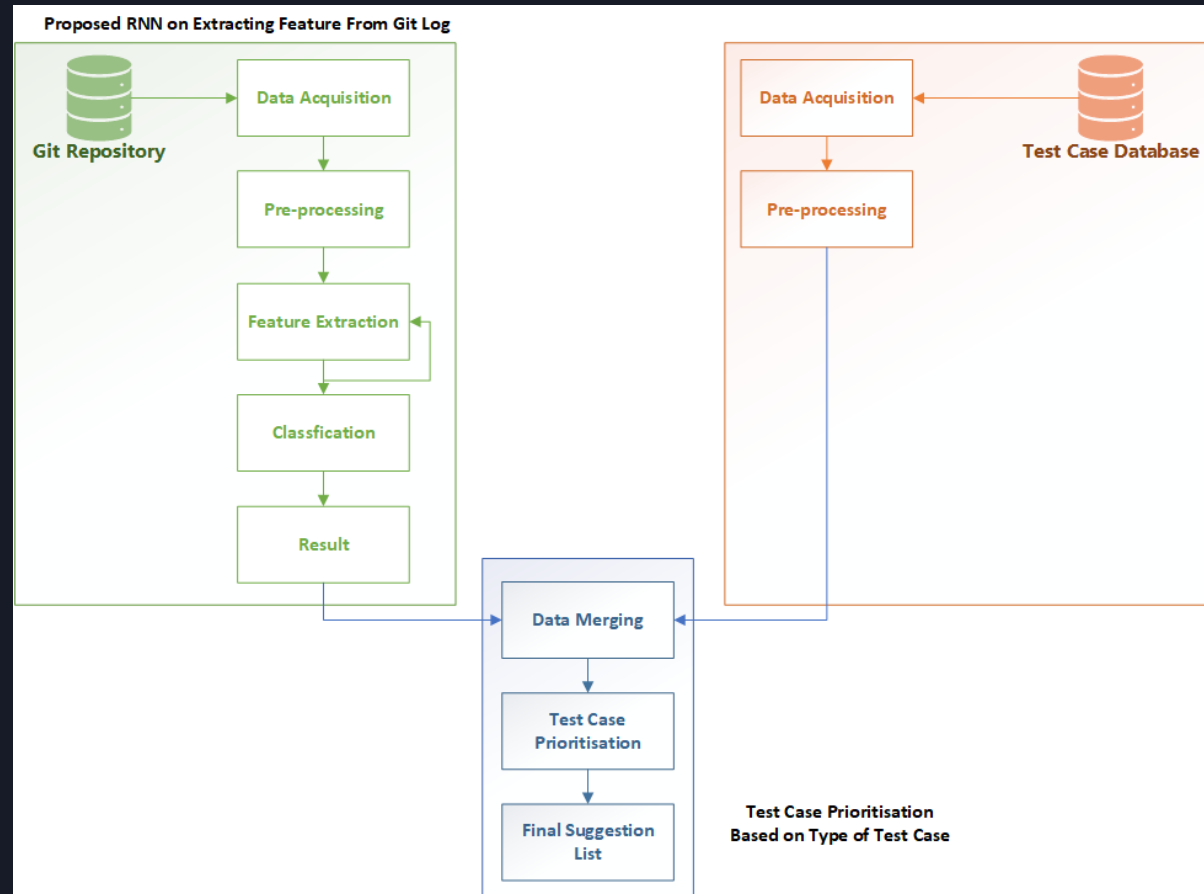 Proposed RNN on Extracting Feature From Git Log
Git Repository
Data Acquisition
Pre-processing
Feature Extraction
Classfication
Result
Data Acquisition
Test Case Database
Pre-processing
Data Merging
Test Case
Prioritisation
Final Suggestion
List
Test Case Prioritisation
Based on Type of Test Case